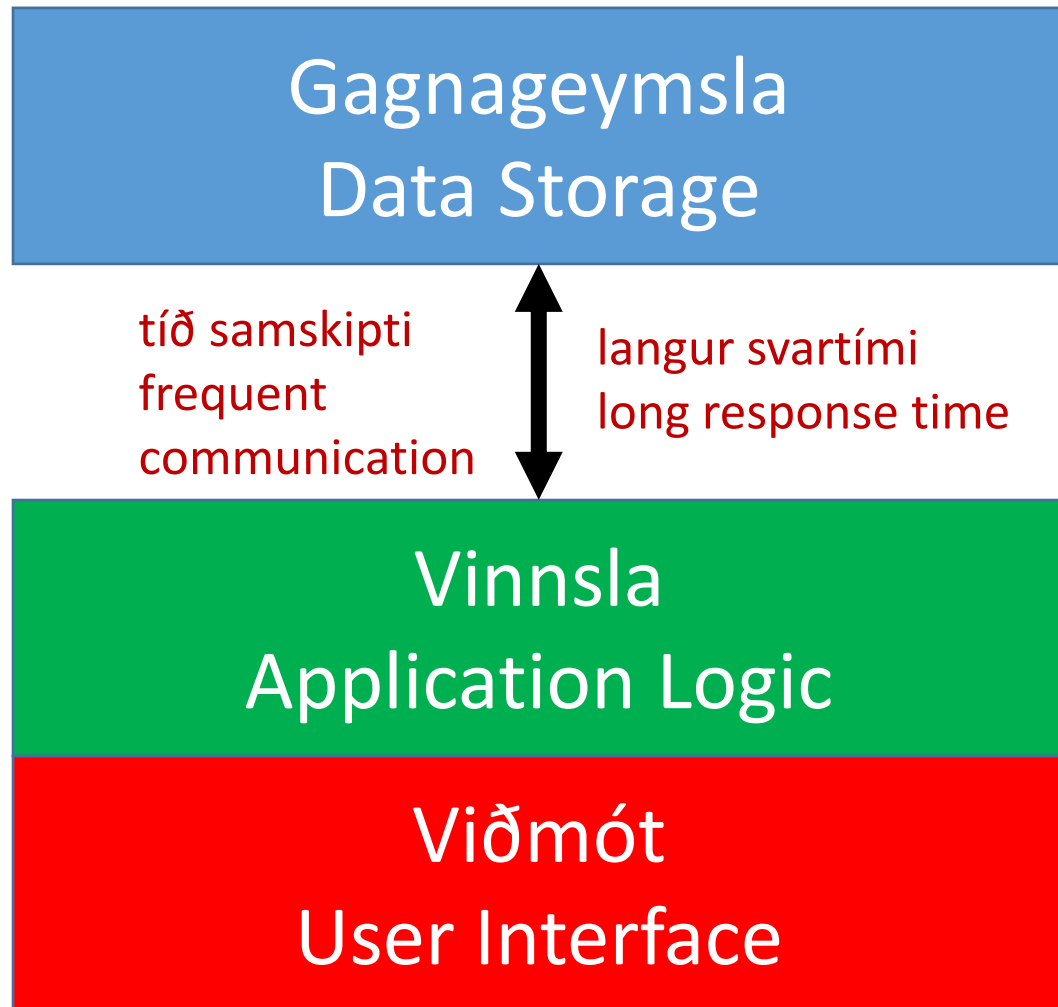 Gagnageymsla
Data Storage
tíð samskipti
frequent
communication
langur svartími
long response time
Vinnsla
Application Logic
Viðmót
User Interface